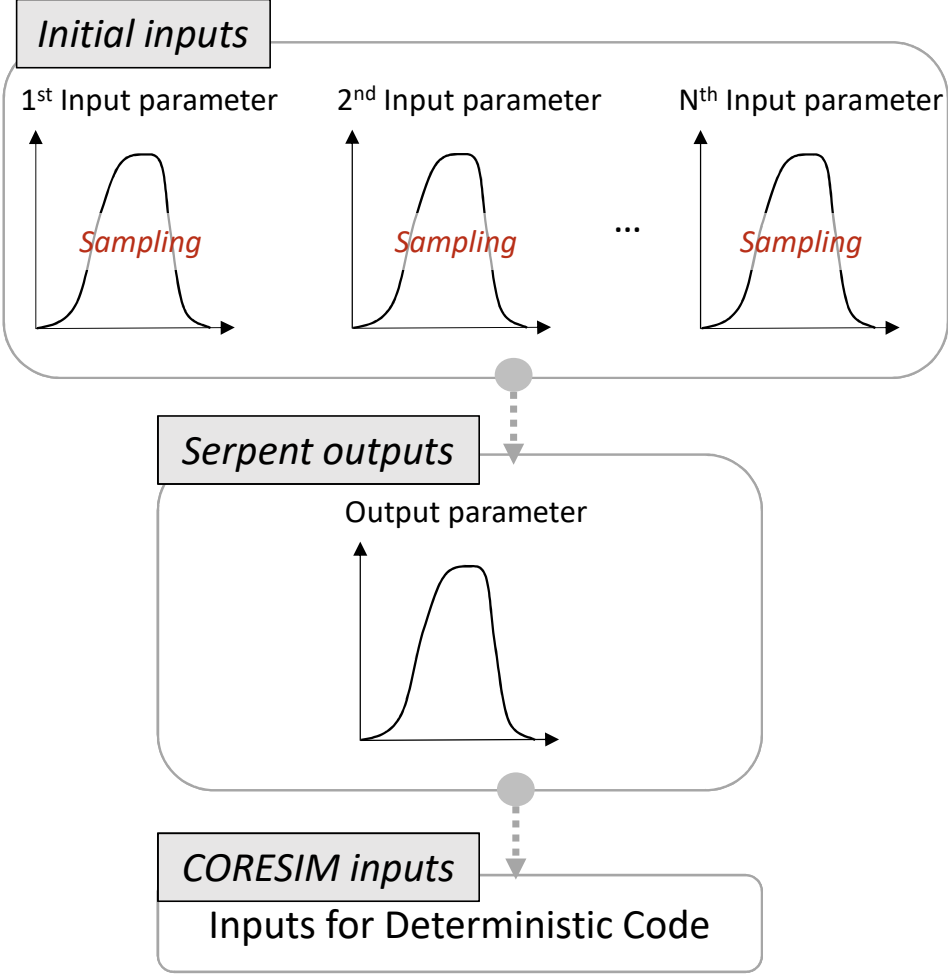 Initial inputs
1st Input parameter
2nd Input parameter
Nth Input parameter
Sampling
Sampling
...
Sampling
Serpent outputs
Output parameter
CORESIM inputs
Inputs for Deterministic Code